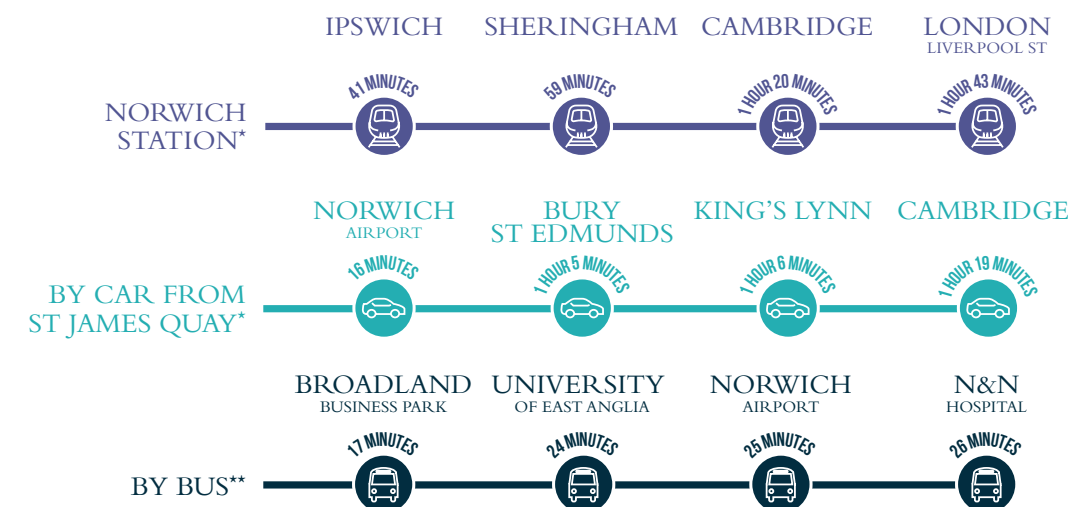 IPSWICH SHERINGHAM CAMBRIDGE LONDON
LIVERPOOL ST
41 MINUTES 59 MINUTES 1 HOUR 20 MINUTES 1 HOUR 43 MINUTES
NORWICH
STATION*
NORWICH BURY KING'S LYNN CAMBRIDGE
AIRPORT ST EDMUNDS
16 MINUTES 1 HOUR 5 MINUTES 1 HOUR 6 MINUTES 1 HOUR 19 MINUTES
BY CAR FROM
ST JAMES QUAY*
BROADLAND UNIVERSITY NORWICH N&N
BUSINESS PARK OF EAST ANGLIA AIRPORT HOSPITAL
17 MINUTES 24 MINUTES 25 MINUTES 26 MINUTES
BY BUS**